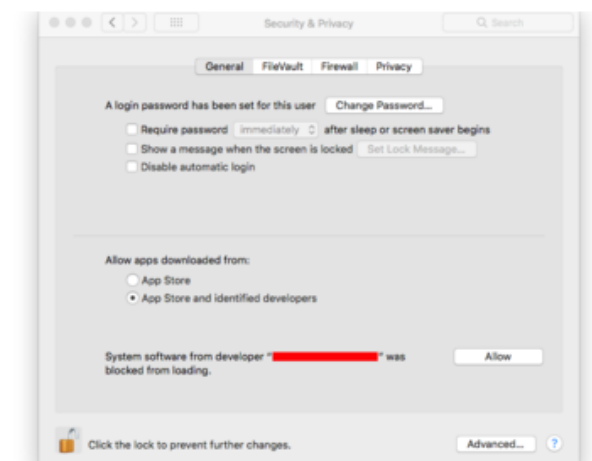 Security & Privacy
Search
General FileVault Firewall Privacy
A login password has been set for this user Change Password...
Require password immediately after sleep or screen saver begins
Show a message when the screen is locked Set Lock Message...
Disable automatic login
Allow apps downloaded from:
App Store
App Store and identified developers
System software from developer "" was Allow
blocked from loading.
Click the lock to prevent further changes. Advanced... ?